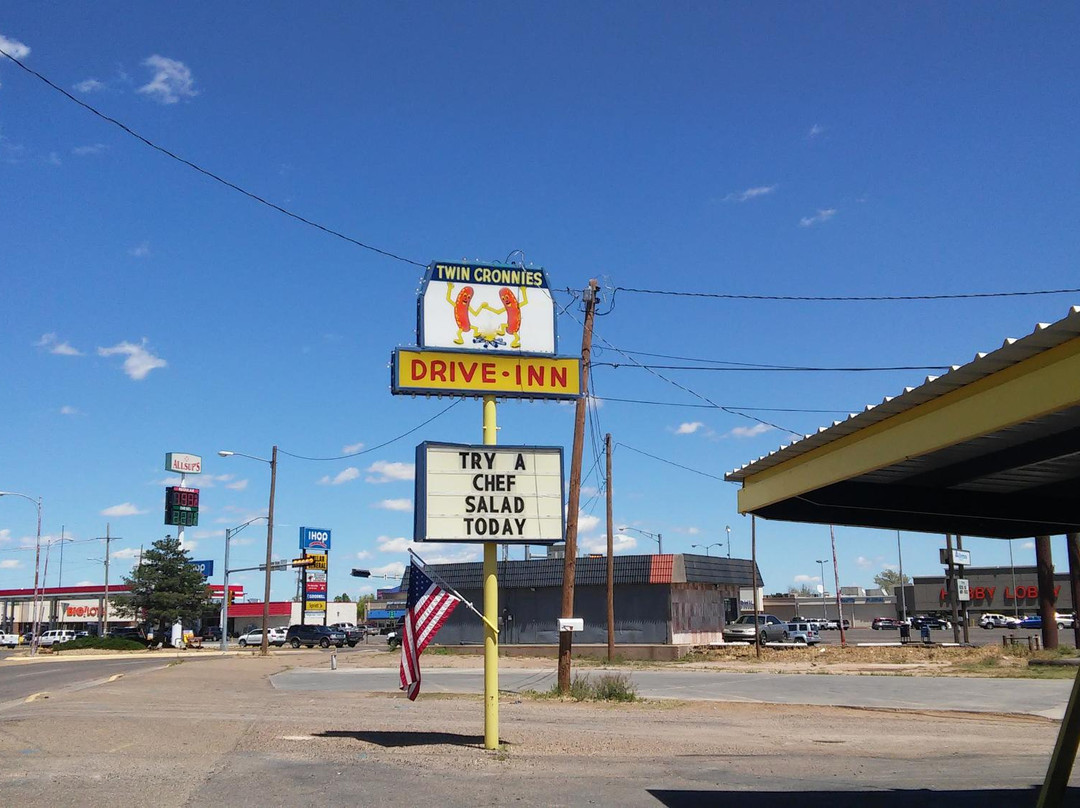 TWIN CRONNIES
DRIVE-INN
TRY A
CHEF
SALAD
TODAY
ALLSUP'S
IHOP
HOBBY LOBBY